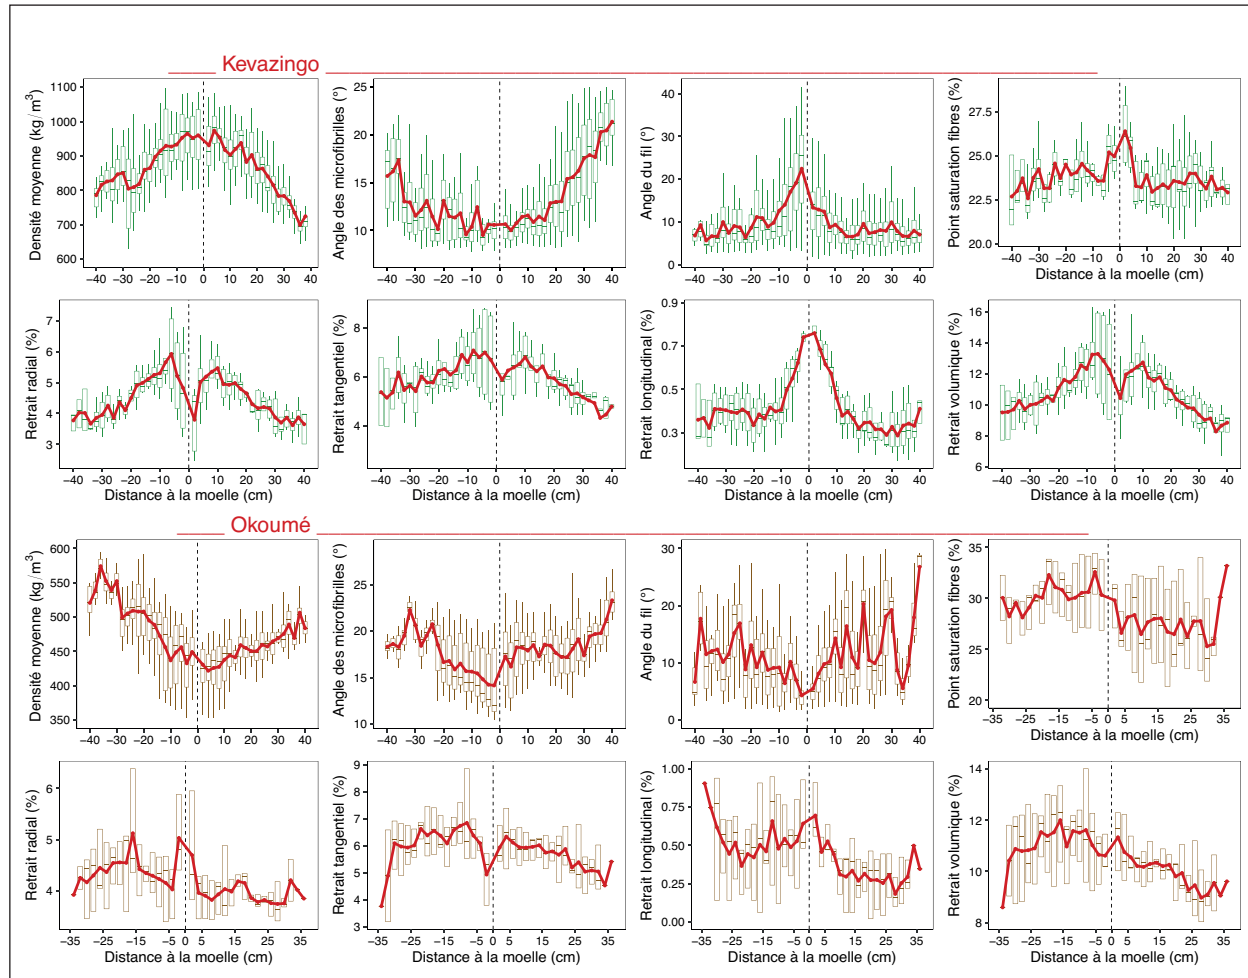 Kevazingo
Densité moyenne (kg/m³)
1100
1000
900
800
700
600
−40 −30 −20 −10 0 10 20 30 40
Angle des microfibrilles (°)
25
20
15
10
−40 −30 −20 −10 0 10 20 30 40
Angle du fil (°)
40
30
20
10
0
−40 −30 −20 −10 0 10 20 30 40
Point saturation fibres (%)
27.5
25.0
22.5
20.0
−40 −30 −20 −10 0 10 20 30 40
Distance à la moelle (cm)
Retrait radial (%)
7
6
5
4
3
−40 −30 −20 −10 0 10 20 30 40
Distance à la moelle (cm)
Retrait tangentiel (%)
8
6
4
−40 −30 −20 −10 0 10 20 30 40
Distance à la moelle (cm)
Retrait longitudinal (%)
0.9
0.7
0.5
0.3
−40 −30 −20 −10 0 10 20 30 40
Distance à la moelle (cm)
Retrait volumique (%)
16
14
12
10
8
6
−40 −30 −20 −10 0 10 20 30 40
Distance à la moelle (cm)
Okoumé
Densité moyenne (kg/m³)
600
550
500
450
400
350
−40 −30 −20 −10 0 10 20 30 40
Angle des microfibrilles (°)
25
20
15
10
−40 −30 −20 −10 0 10 20 30 40
Angle du fil (°)
30
20
10
0
−40 −30 −20 −10 0 10 20 30 40
Point saturation fibres (%)
35
30
25
20
−35 −25 −15 −5 0 5 15 25 35
Distance à la moelle (cm)
Retrait radial (%)
6
5
4
−35 −25 −15 −5 0 5 15 25 35
Distance à la moelle (cm)
Retrait tangentiel (%)
9
8
7
6
5
4
3
−35 −25 −15 −5 0 5 15 25 35
Distance à la moelle (cm)
Retrait longitudinal (%)
1.00
0.75
0.50
0.25
0.00
−35 −25 −15 −5 0 5 15 25 35
Distance à la moelle (cm)
Retrait volumique (%)
14
12
10
8
−35 −25 −15 −5 0 5 15 25 35
Distance à la moelle (cm)